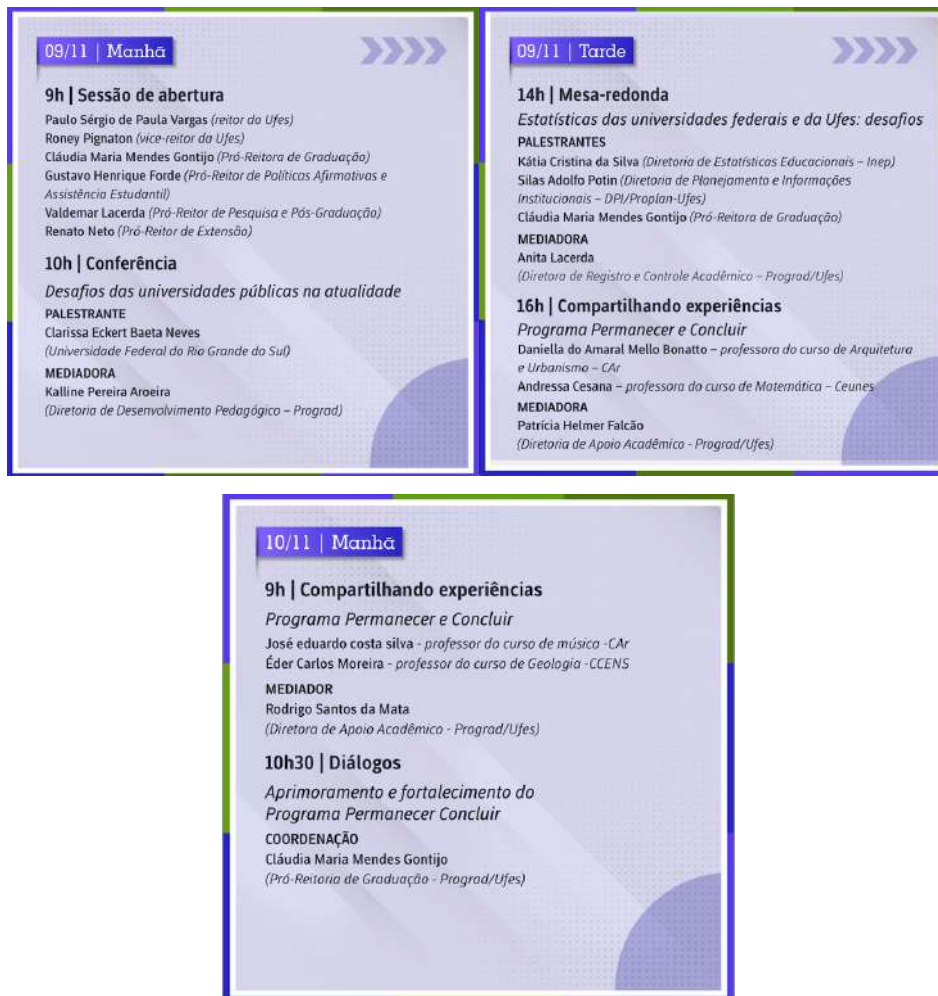 09/11 | Manhã
9h | Sessão de abertura
Paulo Sérgio de Paula Vargas (reitor da Ufes)
Roney Pignaton (vice-reitor da Ufes)
Cláudia Maria Mendes Gontijo (Pró-Reitora de Graduação)
Gustavo Henrique Forde (Pró-Reitor de Políticas Afirmativas e
Assistência Estudantil)
Valdemar Lacerda (Pró-Reitor de Pesquisa e Pós-Graduação)
Renato Neto (Pró-Reitor de Extensão)
10h | Conferência
Desafios das universidades públicas na atualidade
PALESTRANTE
Clarissa Eckert Baeta Neves
(Universidade Federal do Rio Grande do Sul)
MEDIADORA
Kalline Pereira Aroeira
(Diretoria de Desenvolvimento Pedagógico – Prograd)
09/11 | Tarde
14h | Mesa-redonda
Estatísticas das universidades federais e da Ufes: desafios
PALESTRANTES
Kátia Cristina da Silva (Diretoria de Estatísticas Educacionais – Inep)
Silas Adolfo Potin (Diretoria de Planejamento e Informações
Institucionais – DPI/Proplan-Ufes)
Cláudia Maria Mendes Gontijo (Pró-Reitora de Graduação)
MEDIADORA
Anita Lacerda
(Diretora de Registro e Controle Acadêmico – Prograd/Ufes)
16h | Compartilhando experiências
Programa Permanecer e Concluir
Daniella do Amaral Mello Bonatto – professora do curso de Arquitetura
e Urbanismo – CAr
Andressa Cesana – professora do curso de Matemática – Ceunes
MEDIADORA
Patrícia Helmer Falcão
(Diretoria de Apoio Acadêmico - Prograd/Ufes)
10/11 | Manhã
9h | Compartilhando experiências
Programa Permanecer e Concluir
José eduardo costa silva - professor do curso de música -CAr
Éder Carlos Moreira - professor do curso de Geologia -CCENS
MEDIADOR
Rodrigo Santos da Mata
(Diretora de Apoio Acadêmico - Prograd/Ufes)
10h30 | Diálogos
Aprimoramento e fortalecimento do
Programa Permanecer Concluir
COORDENAÇÃO
Cláudia Maria Mendes Gontijo
(Pró-Reitoria de Graduação - Prograd/Ufes)